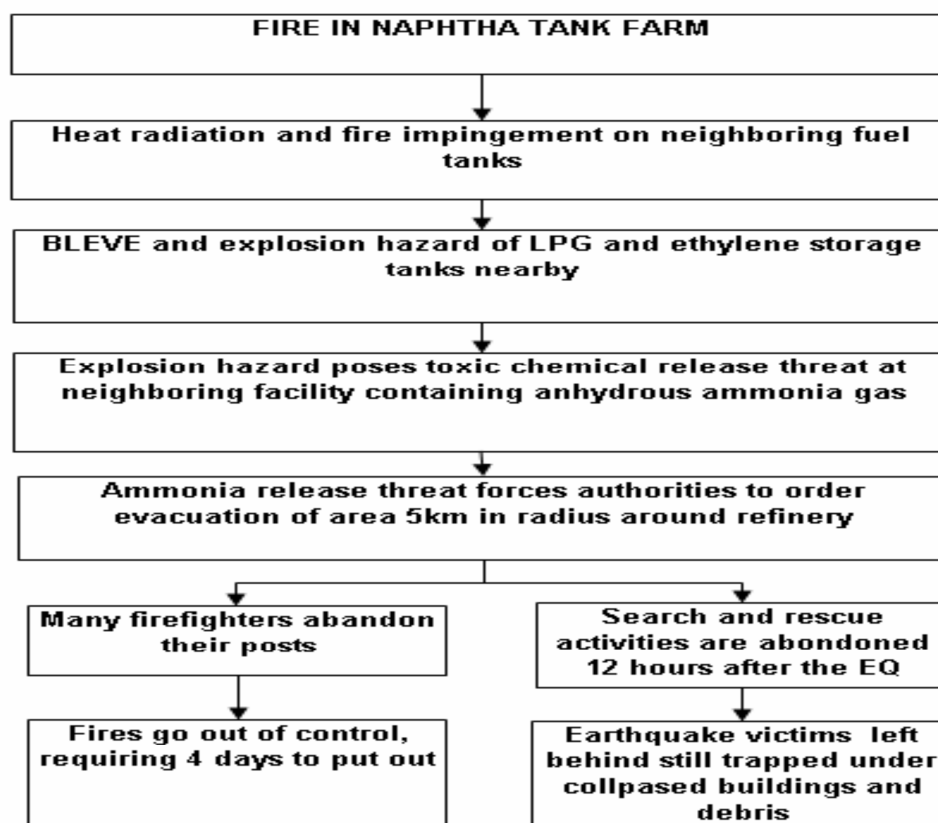 FIRE IN NAPHTHA TANK FARM
Heat radiation and fire impingement on neighboring fuel
tanks
BLEVE and explosion hazard of LPG and ethylene storage
tanks nearby
Explosion hazard poses toxic chemical release threat at
neighboring facility containing anhydrous ammonia gas
Ammonia release threat forces authorities to order
evacuation of area 5km in radius around refinery
Many firefighters abandon
their posts
Search and rescue
activities are abondoned
12 hours after the EQ
Fires go out of control,
requiring 4 days to put out
Earthquake victims left
behind still trapped under
collpased buildings and
debris